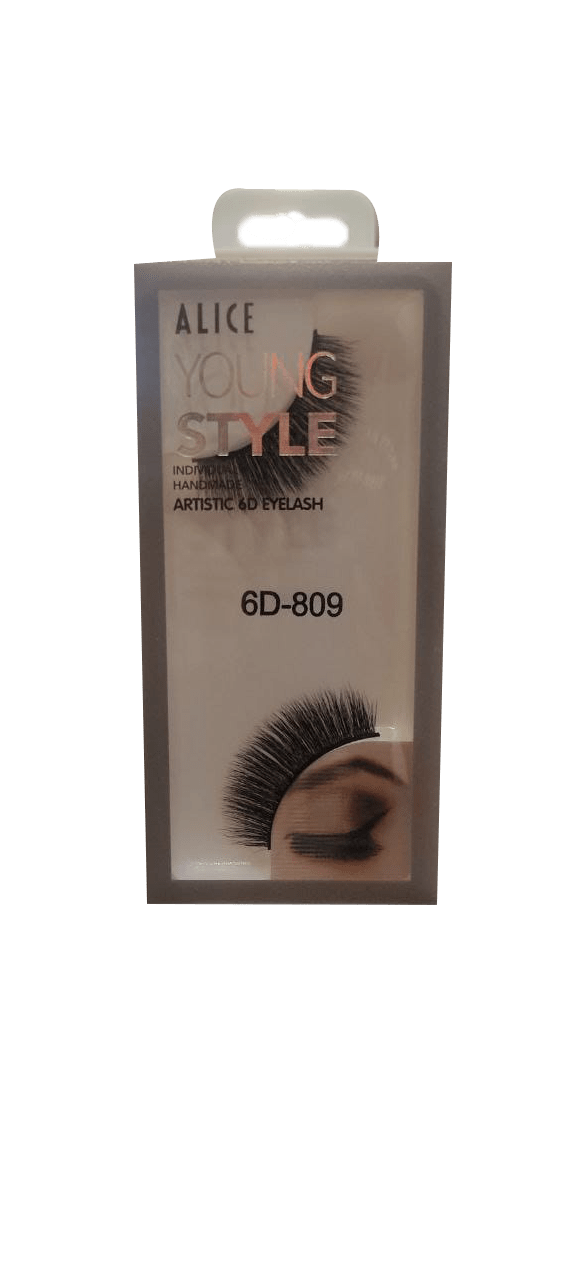 ALICE
YOUNG
STYLE
INDIVIDUAL
HANDMADE
ARTISTIC 6D EYELASH
6D-809